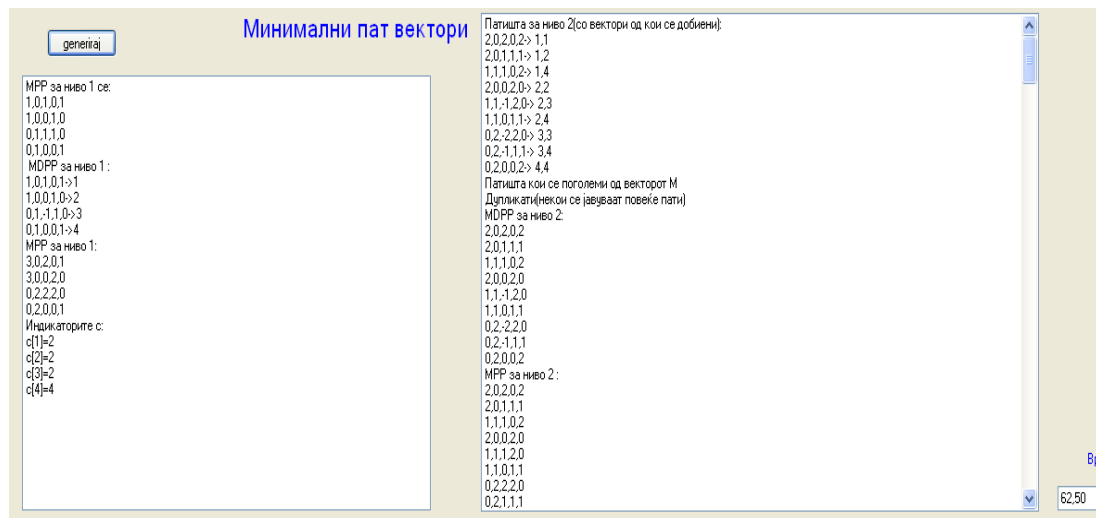 generiraj
Минимални пат вектори
MPP за ниво 1 се:
1,0,1,0,1
1,0,0,1,0
0,1,1,1,0
0,1,0,0,1
MDPP за ниво 1 :
1,0,1,0,1->1
1,0,0,1,0->2
0,1,-1,1,0->3
0,1,0,0,1->4
MPP за ниво 1:
3,0,2,0,1
3,0,0,2,0
0,2,2,2,0
0,2,0,0,1
Индикаторите с:
c[1]=2
c[2]=2
c[3]=2
c[4]=4
Патишта за ниво 2(со вектори од кои се добиени):
2,0,2,0,2-> 1,1
2,0,1,1,1-> 1,2
1,1,1,0,2-> 1,4
2,0,0,2,0-> 2,2
1,1,-1,2,0-> 2,3
1,1,0,1,1-> 2,4
0,2,-2,2,0-> 3,3
0,2,-1,1,1-> 3,4
0,2,0,0,2-> 4,4
Патишта кои се поголеми од векторот М
Дупликати(некои се јавуваат повеќе пати)
MDPP за ниво 2:
2,0,2,0,2
2,0,1,1,1
1,1,1,0,2
2,0,0,2,0
1,1,-1,2,0
1,1,0,1,1
0,2,-2,2,0
0,2,-1,1,1
0,2,0,0,2
MPP за ниво 2 :
2,0,2,0,2
2,0,1,1,1
1,1,1,0,2
2,0,0,2,0
1,1,1,2,0
1,1,0,1,1
0,2,2,2,0
0,2,1,1,1
Вр
62,50